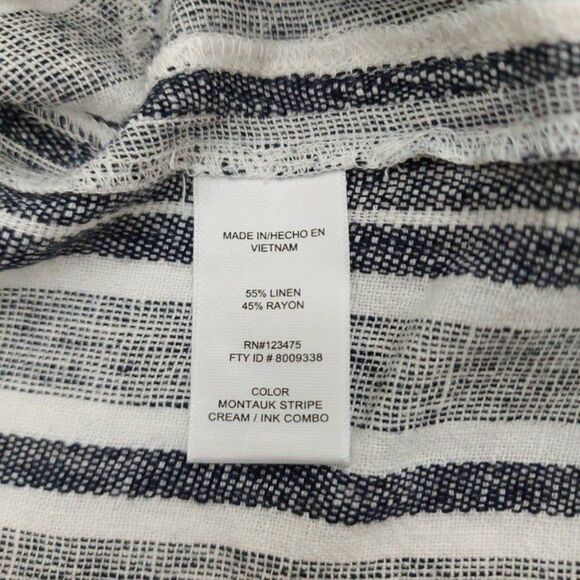 MADE IN/HECHO EN
VIETNAM
55% LINEN
45% RAYON
RN#123475
FTY ID # 8009338
COLOR
MONTAUK STRIPE
CREAM / INK COMBO